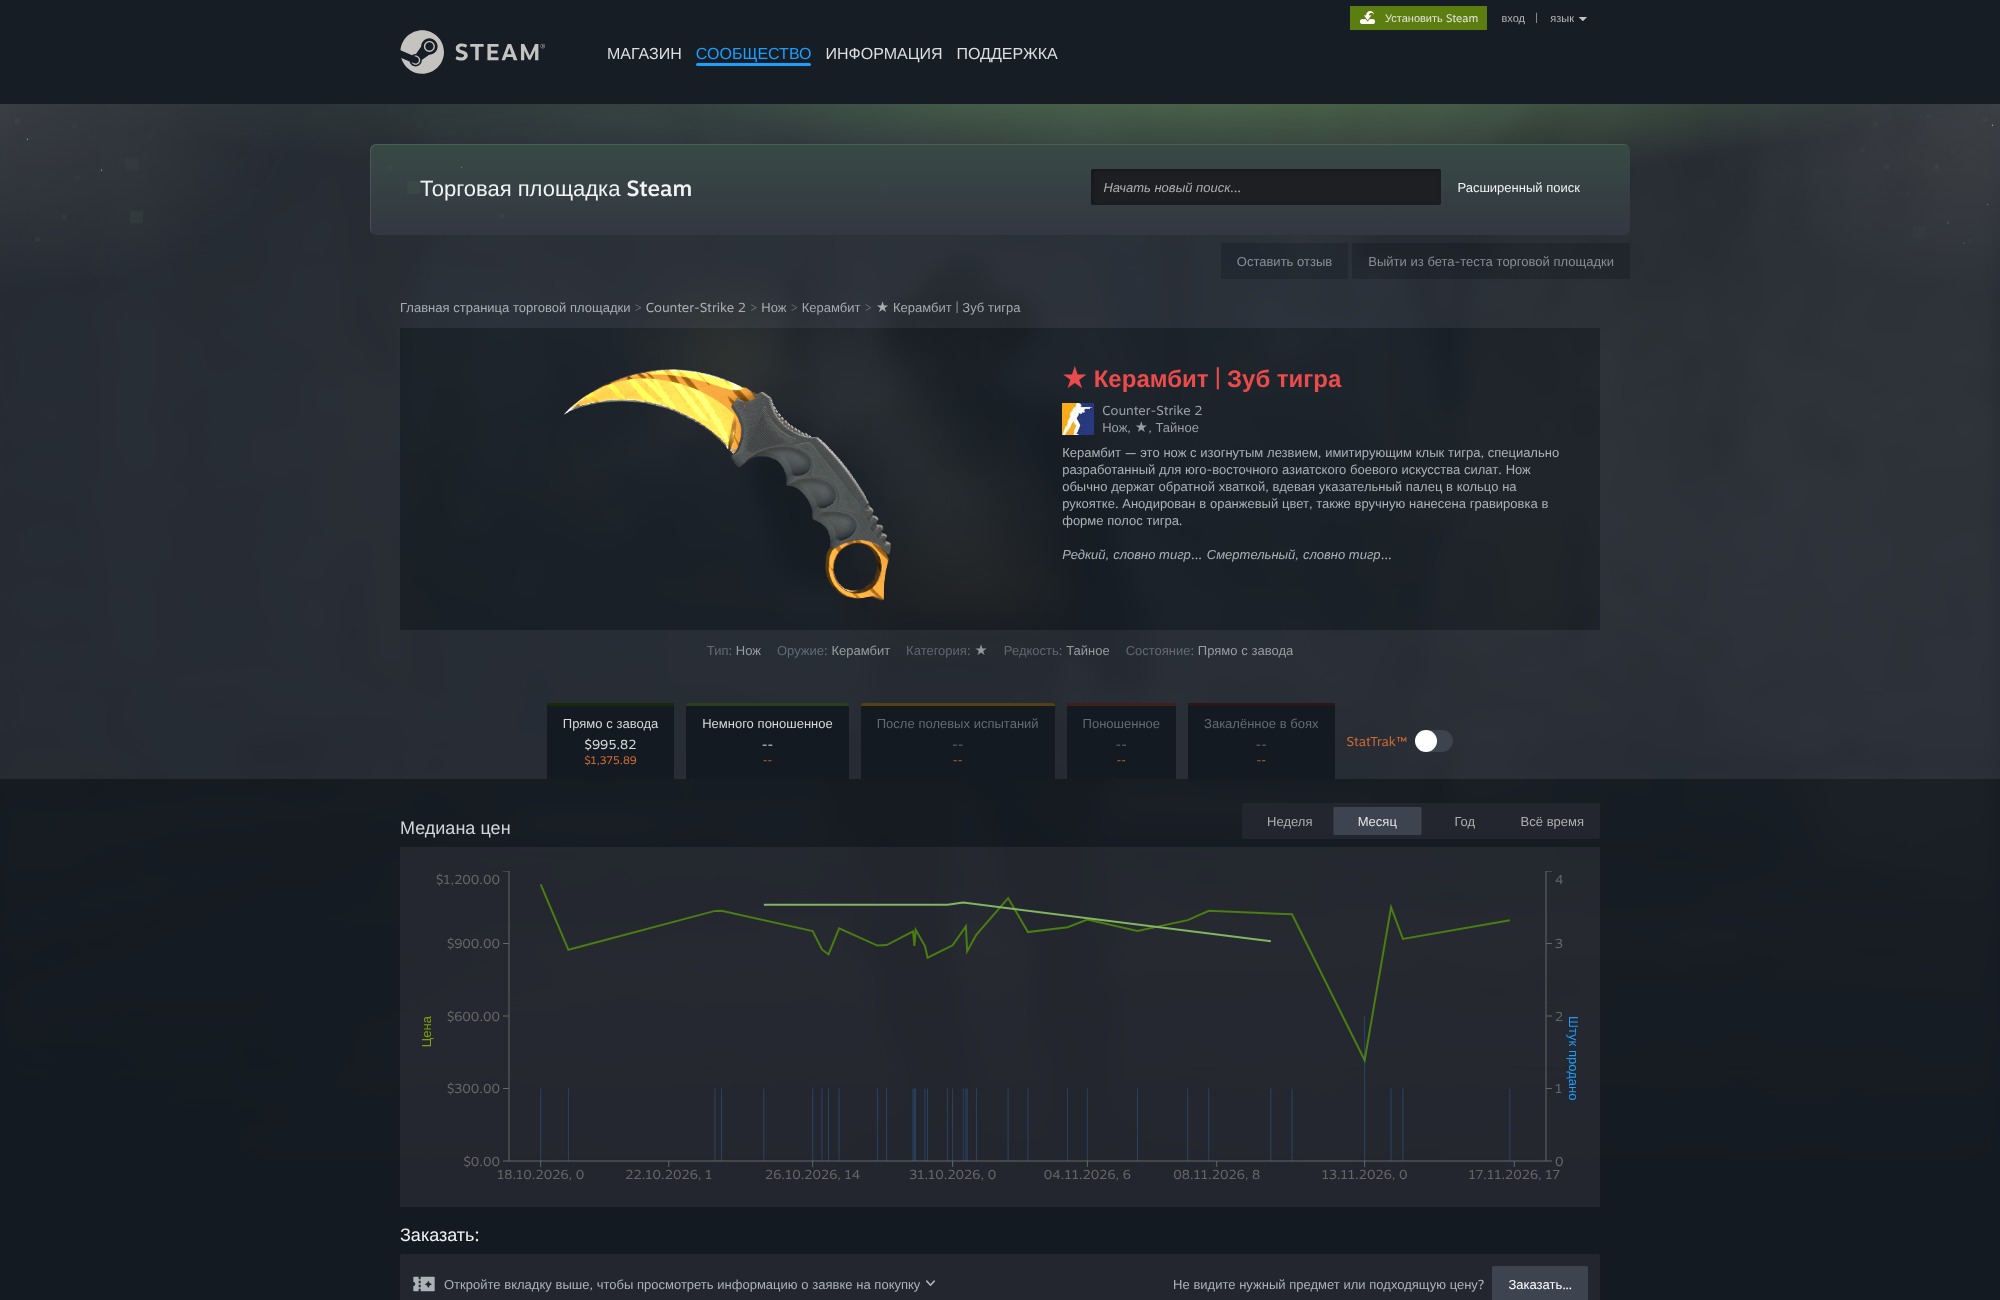 Установить Steam
вход | язык
STEAM®
МАГАЗИН СООБЩЕСТВО ИНФОРМАЦИЯ ПОДДЕРЖКА
Торговая площадка Steam
Начать новый поиск...
Расширенный поиск
Оставить отзыв
Выйти из бета-теста торговой площадки
Главная страница торговой площадки > Counter-Strike 2 > Нож > Керамбит > ★ Керамбит | Зуб тигра
★ Керамбит | Зуб тигра
Counter-Strike 2
Нож, ★, Тайное
Керамбит — это нож с изогнутым лезвием, имитирующим клык тигра, специально
разработанный для юго-восточного азиатского боевого искусства силат. Нож
обычно держат обратной хваткой, вдевая указательный палец в кольцо на
рукоятке. Анодирован в оранжевый цвет, также вручную нанесена гравировка в
форме полос тигра.
Редкий, словно тигр... Смертельный, словно тигр...
Тип: Нож Оружие: Керамбит Категория: ★ Редкость: Тайное Состояние: Прямо с завода
Прямо с завода
$995.82
$1,375.89
Немного поношенное
--
--
После полевых испытаний
--
--
Поношенное
--
--
Закалённое в боях
--
--
StatTrak™
Медиана цен
Неделя Месяц Год Всё время
$1,200.00
$900.00
$600.00
$300.00
$0.00
Цена
4
3
2
1
0
Штук продано
18.10.2026, 0
22.10.2026, 1
26.10.2026, 14
31.10.2026, 0
04.11.2026, 6
08.11.2026, 8
13.11.2026, 0
17.11.2026, 17
Заказать:
Откройте вкладку выше, чтобы просмотреть информацию о заявке на покупку
Не видите нужный предмет или подходящую цену?
Заказать...